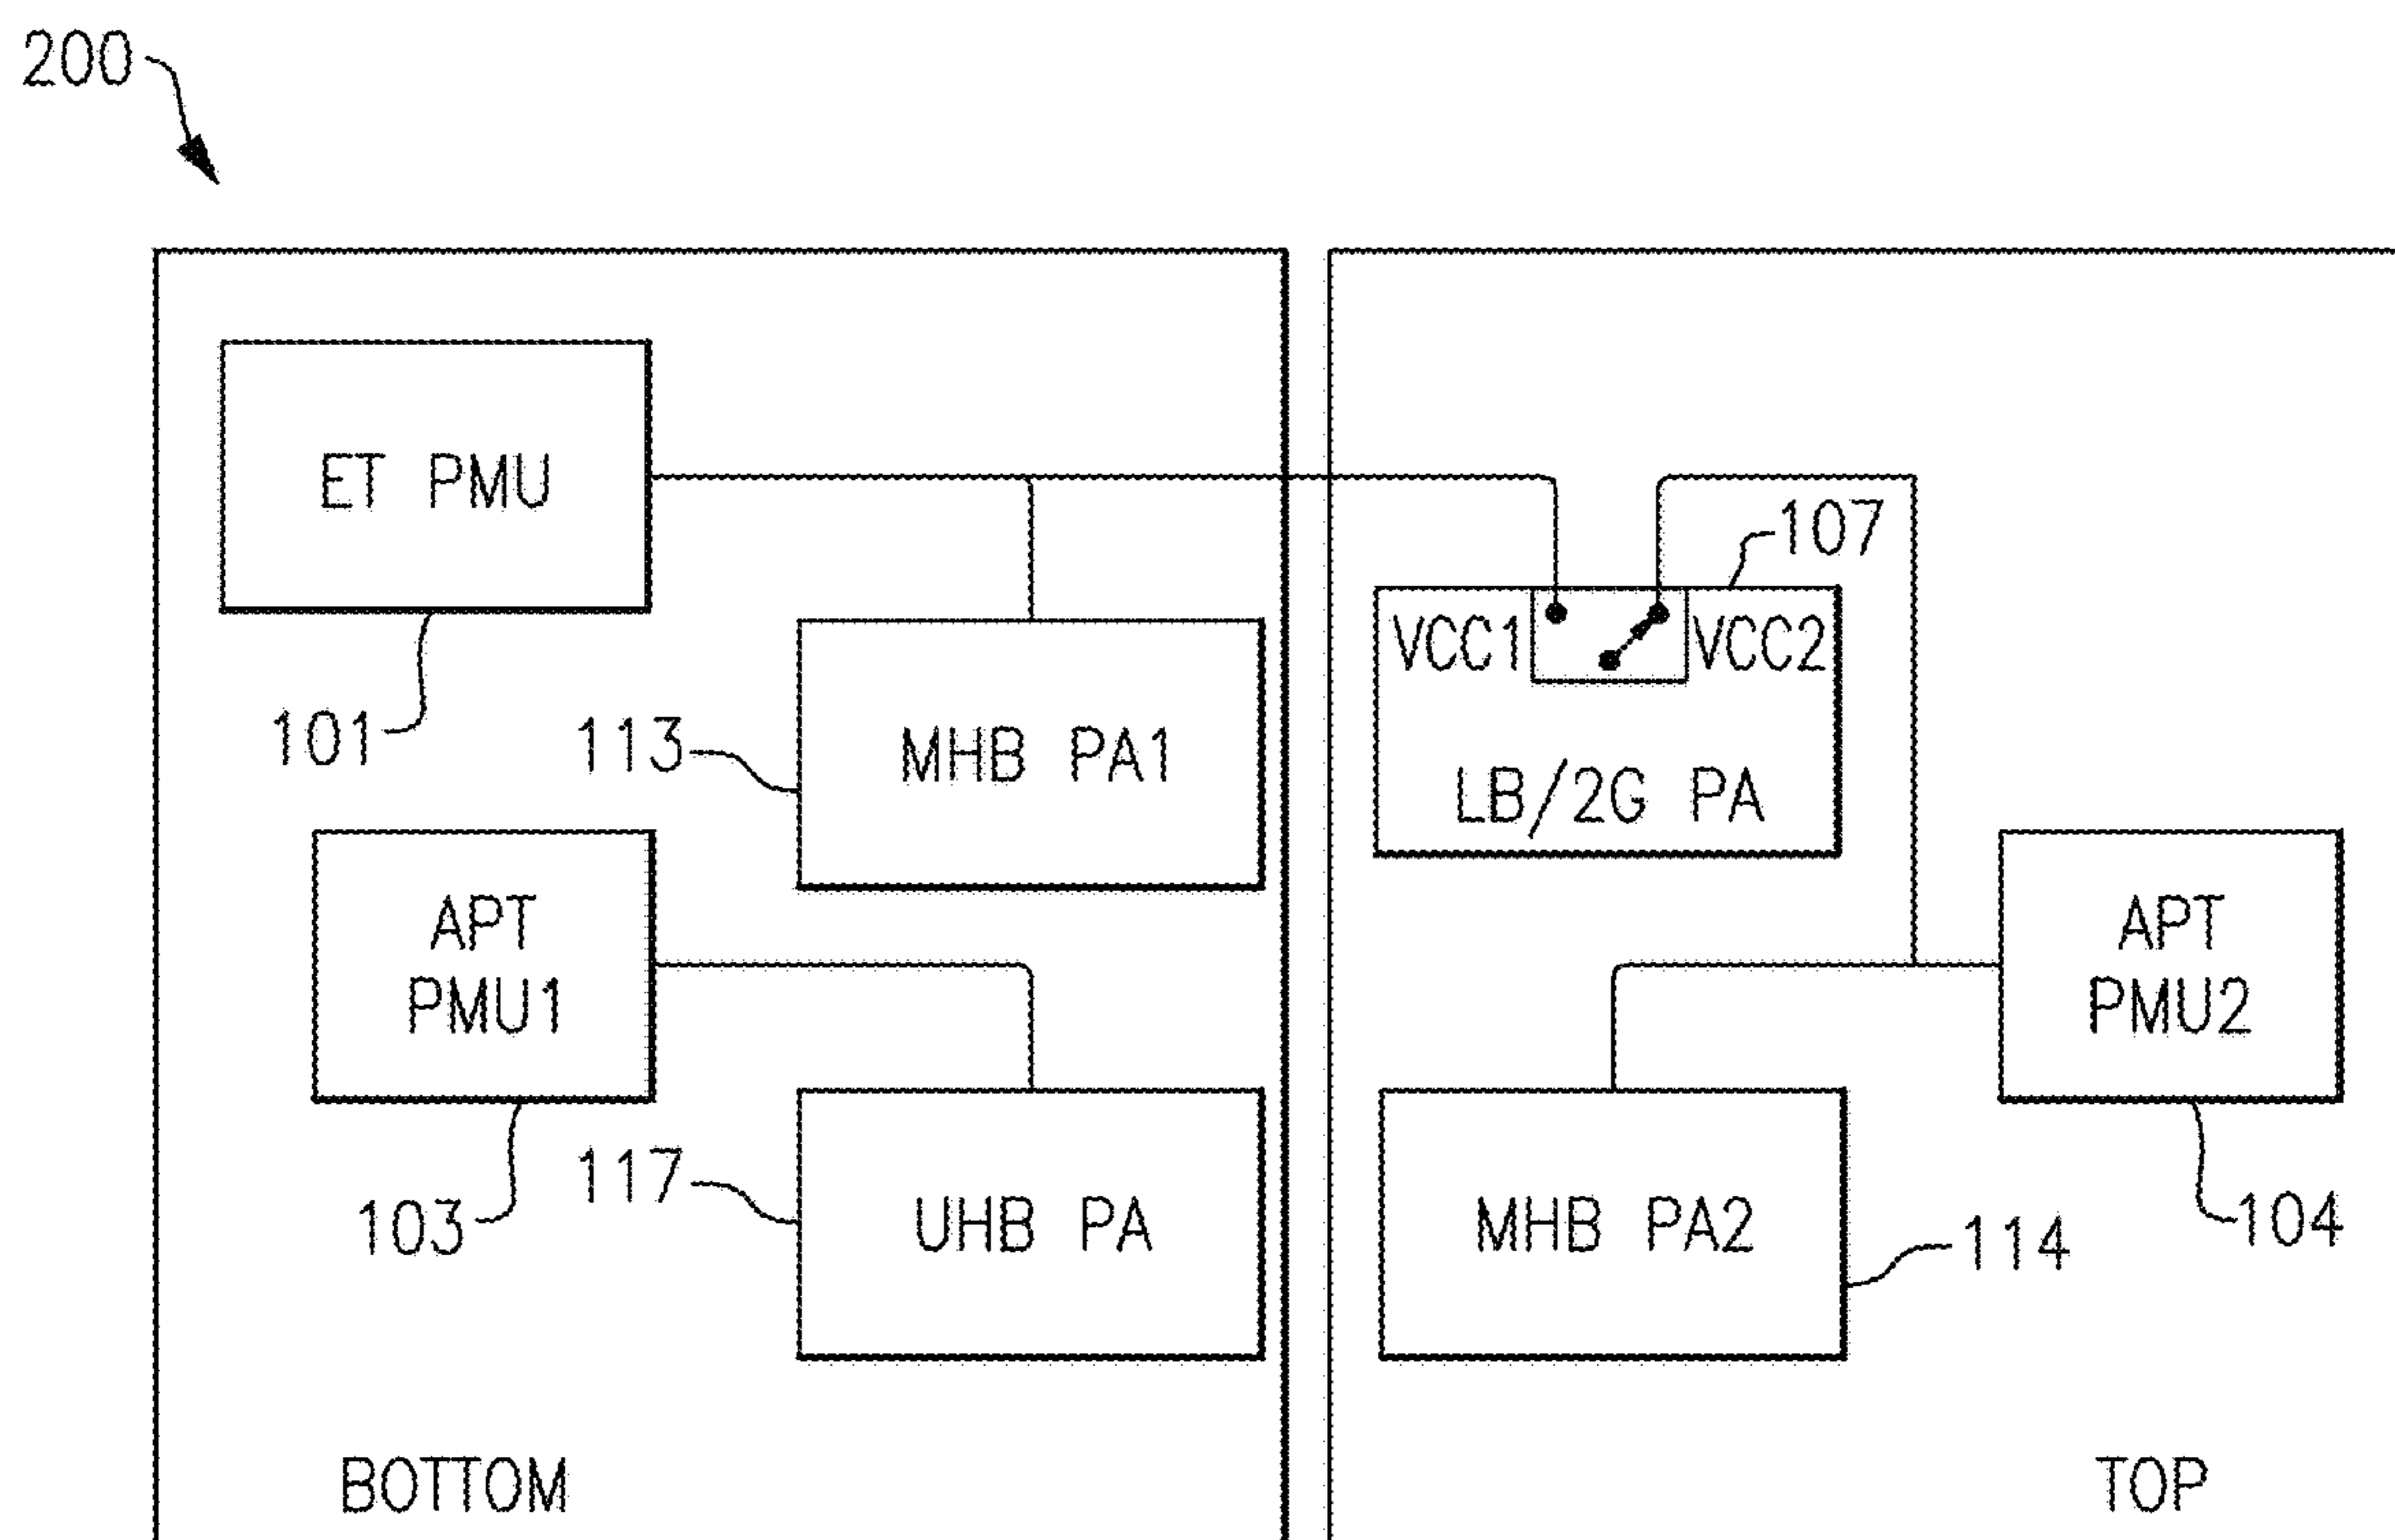 200
ET PMU
101
113
MHB PA1
APT
PMU1
103
117
UHB PA
BOTTOM
107
VCC1
VCC2
LB/2G PA
APT
PMU2
104
MHB PA2
114
TOP